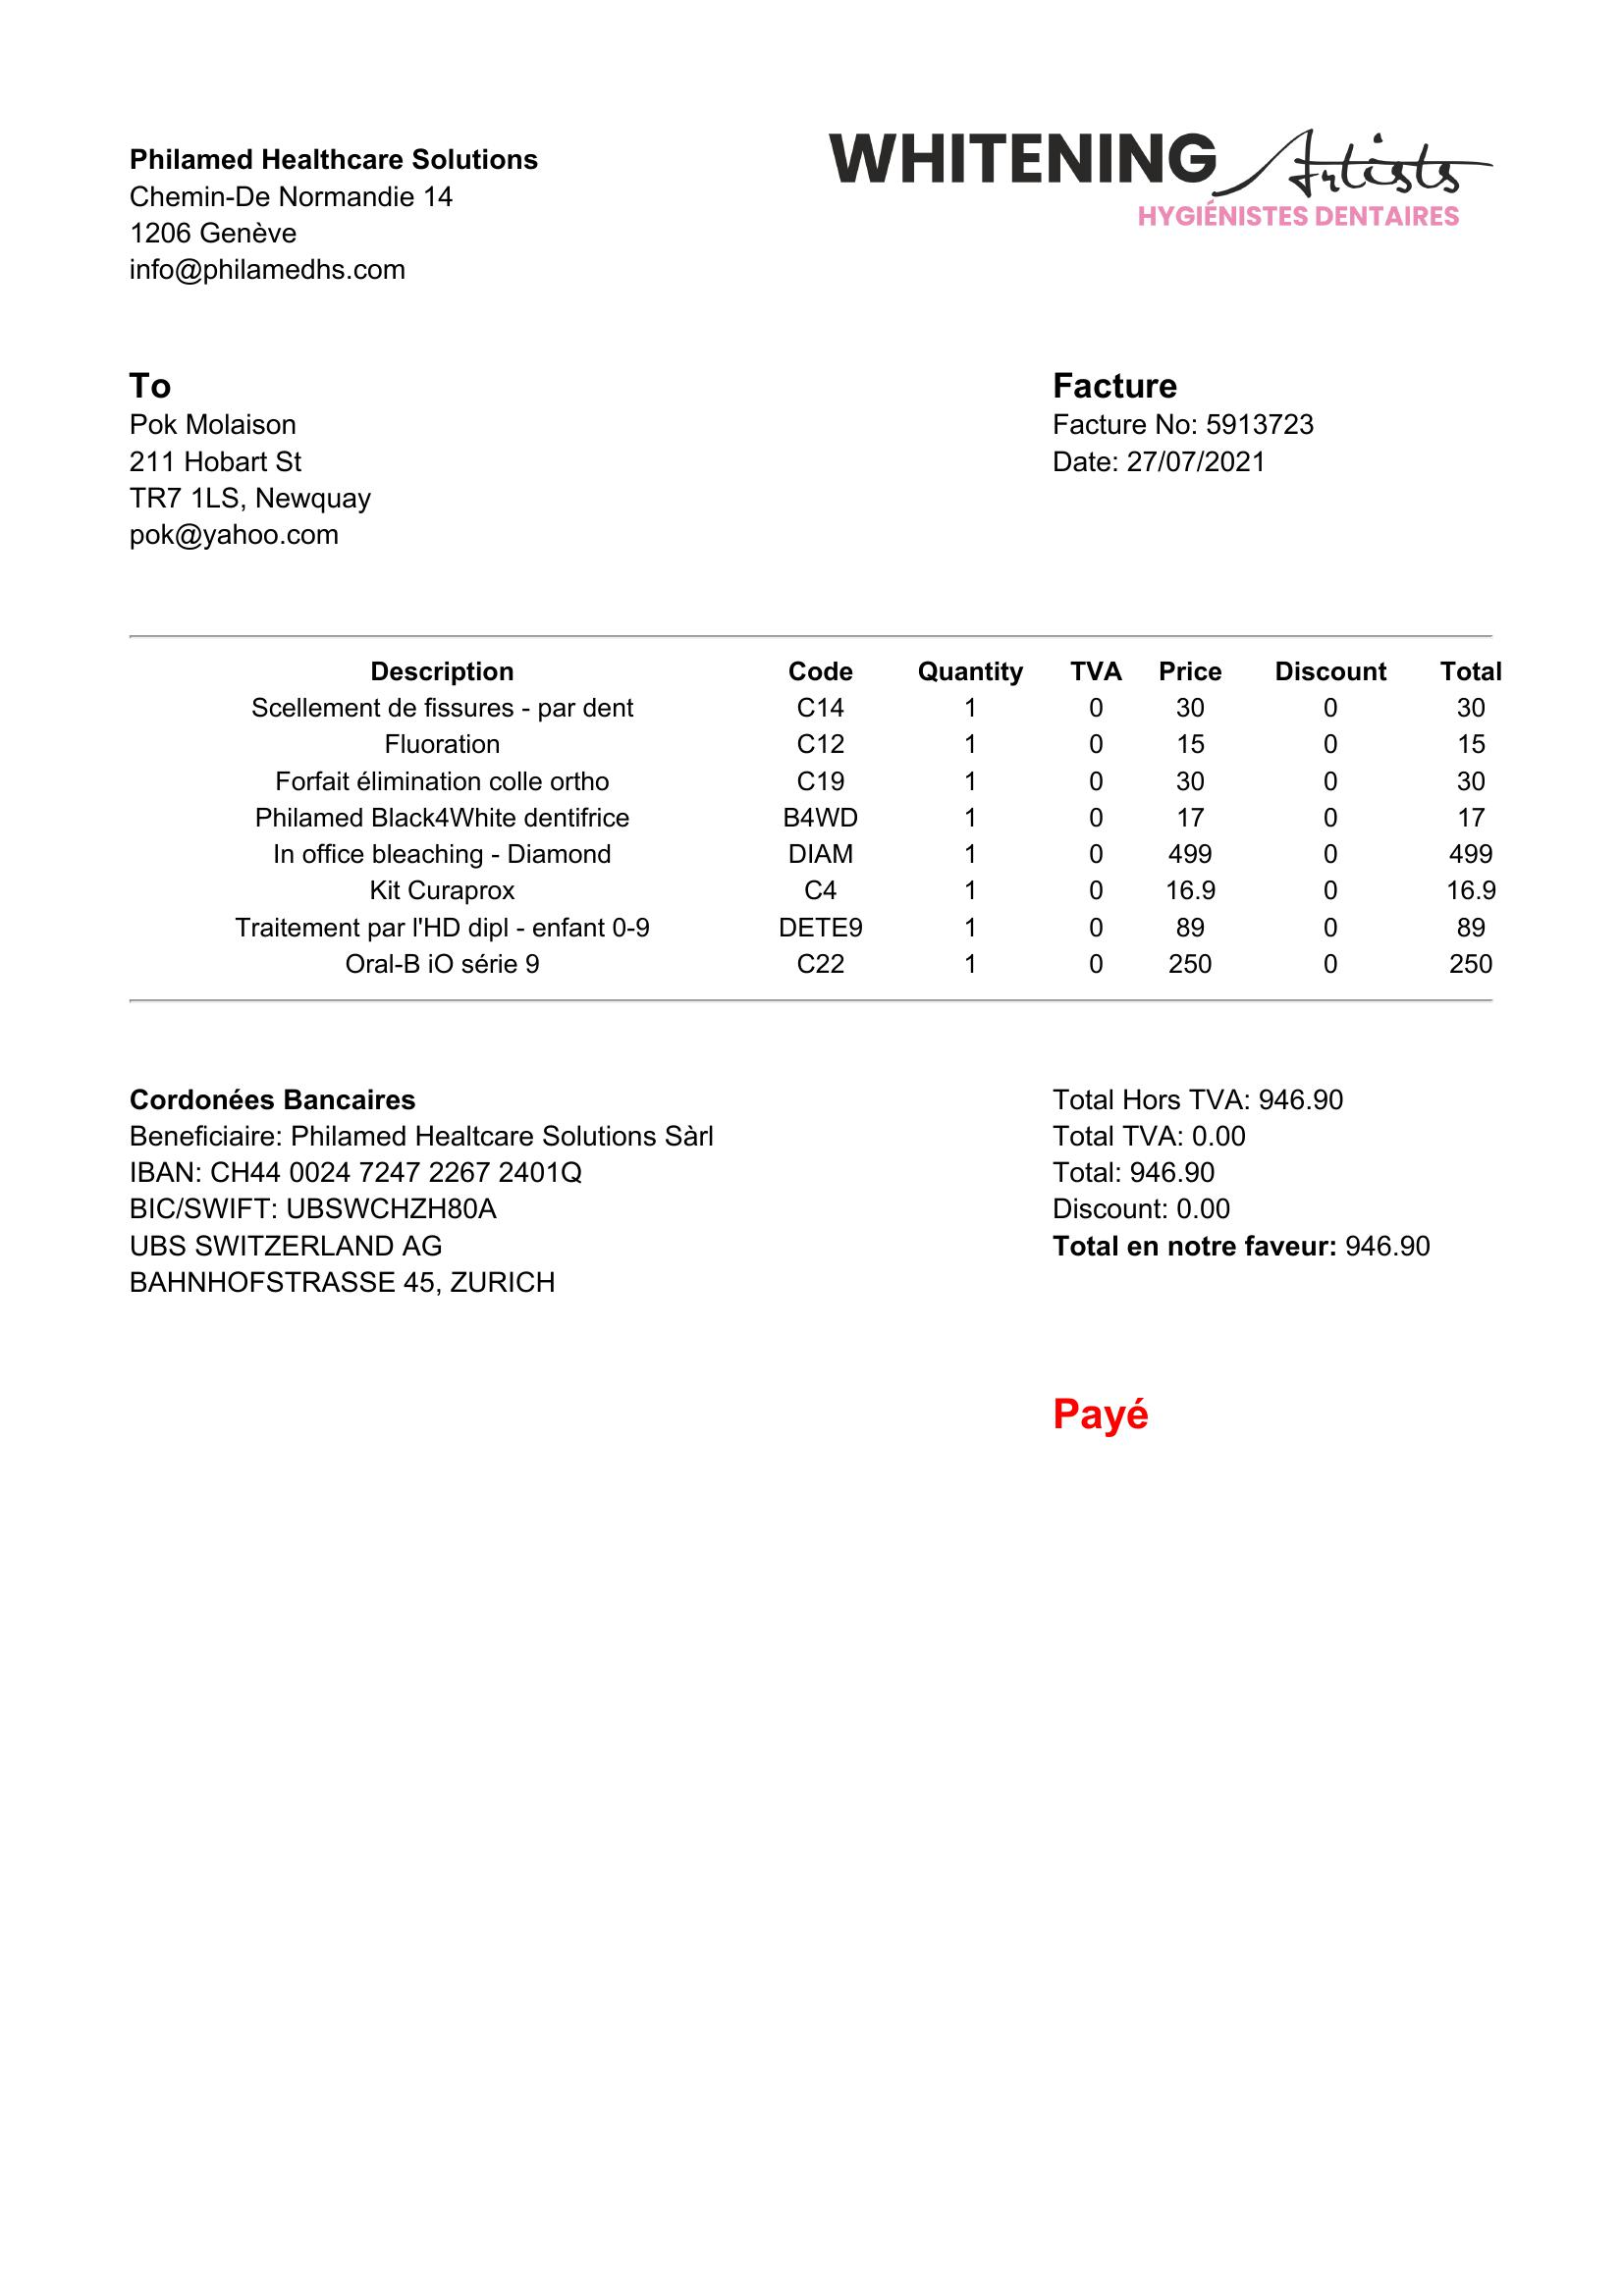 Philamed Healthcare Solutions
Chemin-De Normandie 14
1206 Genève
info@philamedhs.com
WHITENING Artists
HYGIÉNISTES DENTAIRES
To
Pok Molaison
211 Hobart St
TR7 1LS, Newquay
pok@yahoo.com
Facture
Facture No: 5913723
Date: 27/07/2021
Description Code Quantity TVA Price Discount Total
Scellement de fissures - par dent C14 1 0 30 0 30
Fluoration C12 1 0 15 0 15
Forfait élimination colle ortho C19 1 0 30 0 30
Philamed Black4White dentifrice B4WD 1 0 17 0 17
In office bleaching - Diamond DIAM 1 0 499 0 499
Kit Curaprox C4 1 0 16.9 0 16.9
Traitement par l'HD dipl - enfant 0-9 DETE9 1 0 89 0 89
Oral-B iO série 9 C22 1 0 250 0 250
Cordonées Bancaires
Beneficiaire: Philamed Healtcare Solutions Sàrl
IBAN: CH44 0024 7247 2267 2401Q
BIC/SWIFT: UBSWCHZH80A
UBS SWITZERLAND AG
BAHNHOFSTRASSE 45, ZURICH
Total Hors TVA: 946.90
Total TVA: 0.00
Total: 946.90
Discount: 0.00
Total en notre faveur: 946.90
Payé